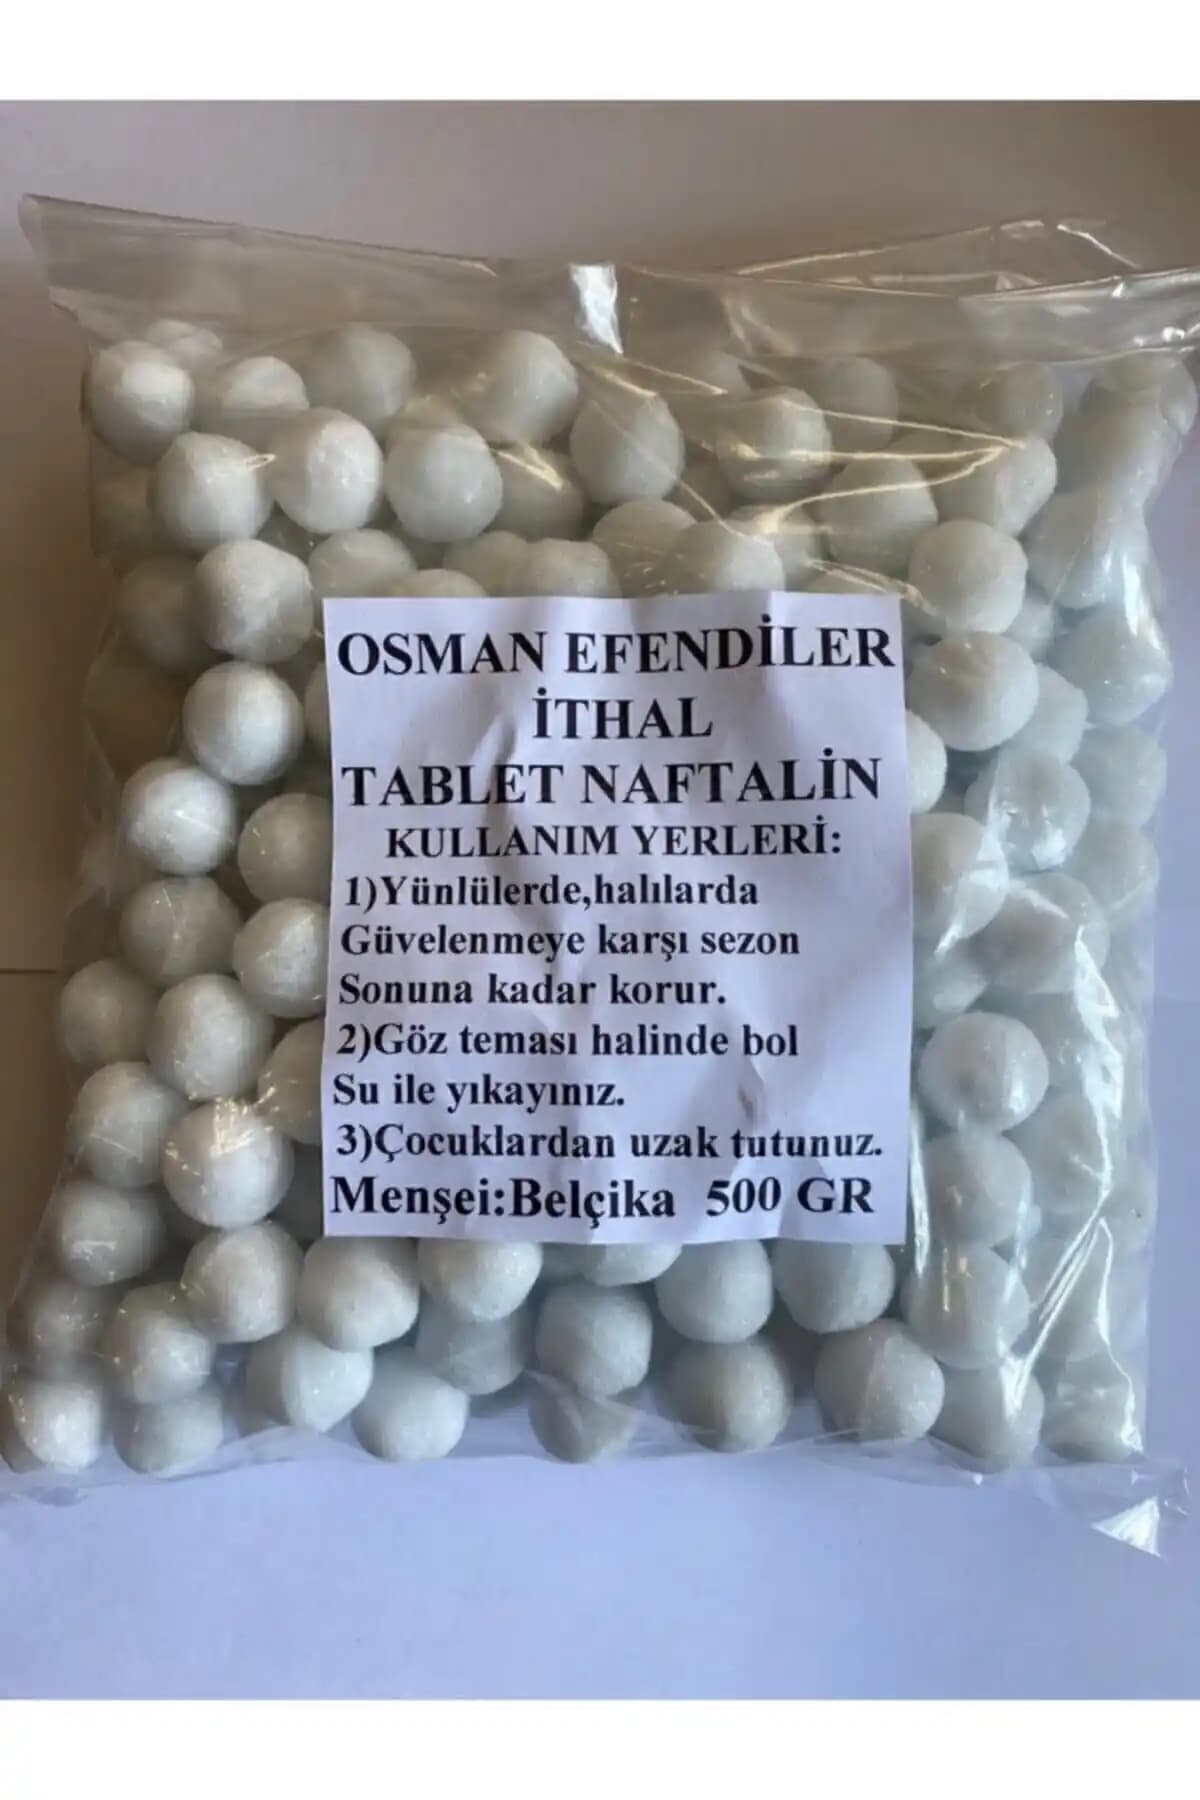 OSMAN EFENDİLER
İTHAL
TABLET NAFTALİN
KULLANIM YERLERİ:
1)Yünlülerde,halılarda
Güvelenmeye karşı sezon
Sonuna kadar korur.
2)Göz teması halinde bol
Su ile yıkayınız.
3)Çocuklardan uzak tutunuz.
Menşei:Belçika 500 GR